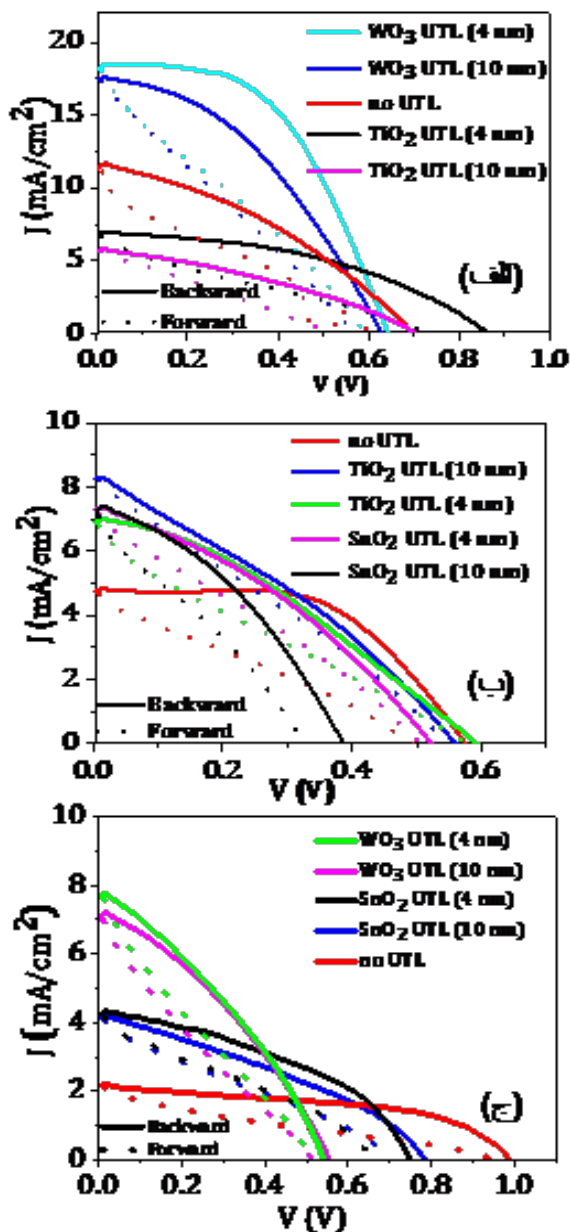 20
15
10
5
0
J (mA/cm²)
WO₃ UTL (4 nm)
WO₃ UTL (10 nm)
no UTL
TiO₂ UTL (4 nm)
TiO₂ UTL (10 nm)
(الف)
Backward
Forward
0.0 0.2 0.4 0.6 0.8 1.0
V (V)
10
8
6
4
2
0
J (mA/cm²)
no UTL
TiO₂ UTL (10 nm)
TiO₂ UTL (4 nm)
SnO₂ UTL (4 nm)
SnO₂ UTL (10 nm)
(ب)
Backward
Forward
0.0 0.2 0.4 0.6
V (V)
10
8
6
4
2
0
J (mA/cm²)
WO₃ UTL (4 nm)
WO₃ UTL (10 nm)
SnO₂ UTL (4 nm)
SnO₂ UTL (10 nm)
no UTL
(ج)
Backward
Forward
0.0 0.2 0.4 0.6 0.8 1.0
V (V)